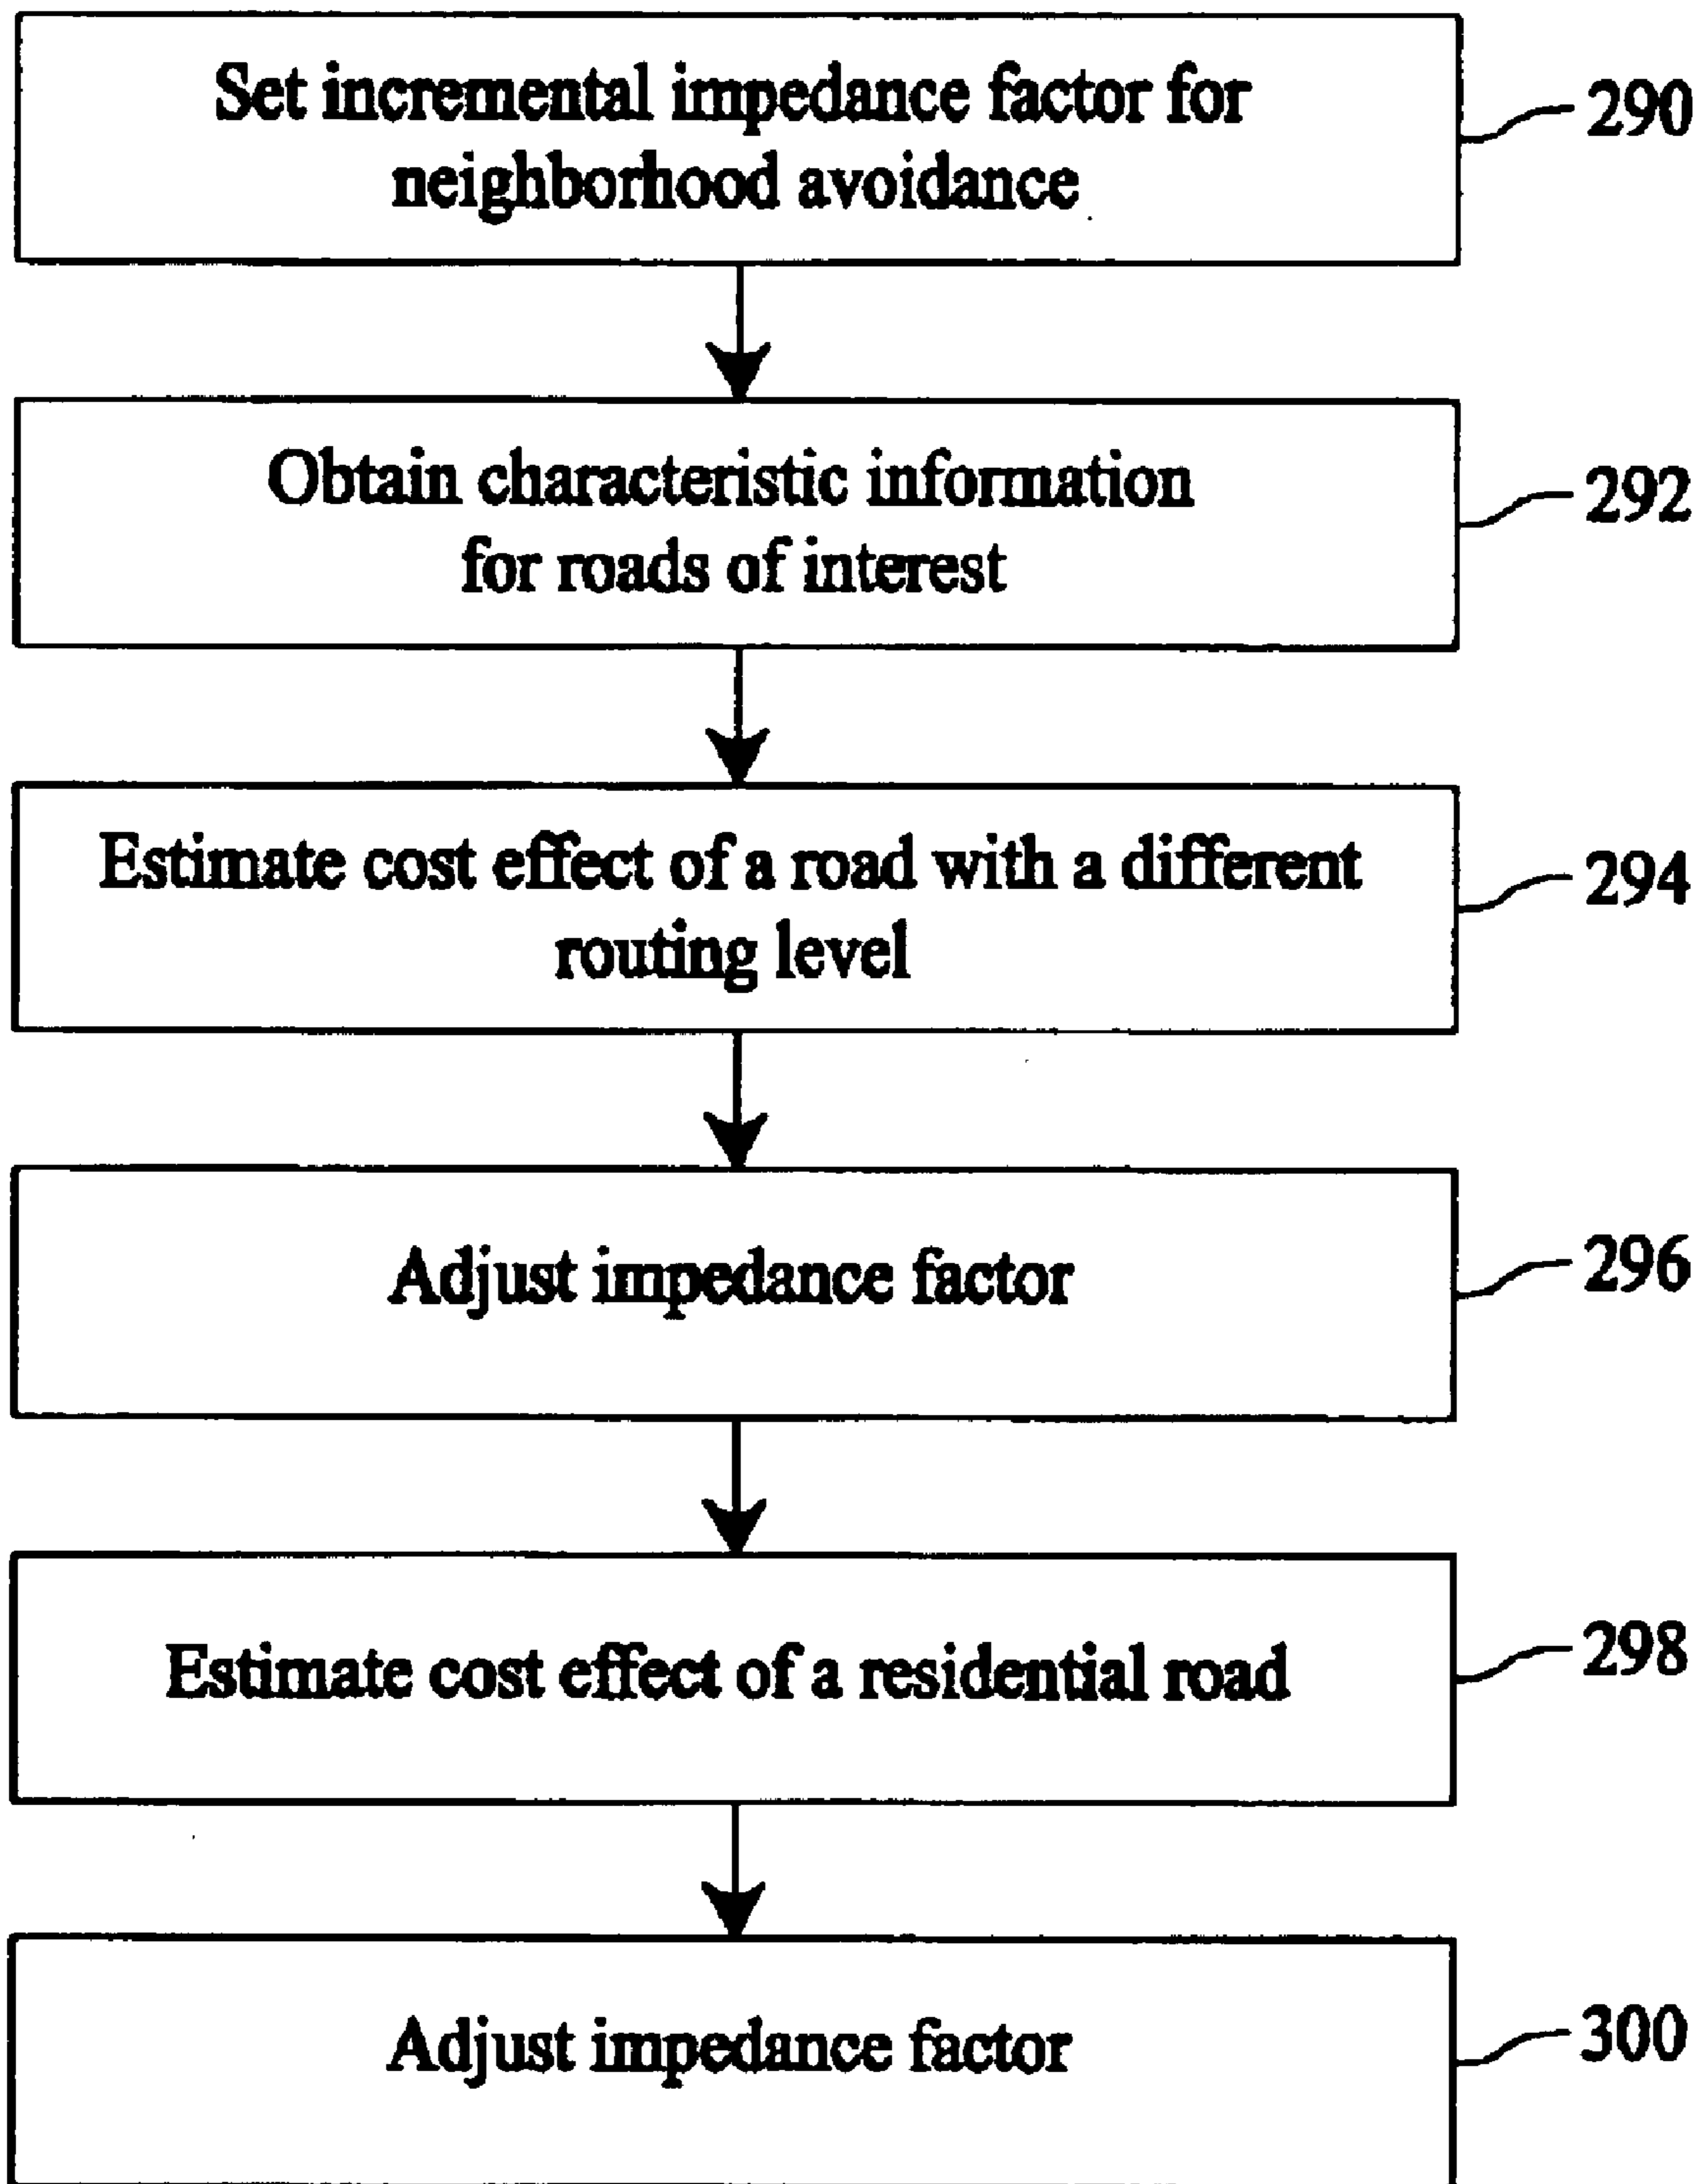 Set incremental impedance factor for
neighborhood avoidance
290
Obtain characteristic information
for roads of interest
292
Estimate cost effect of a road with a different
routing level
294
Adjust impedance factor
296
Estimate cost effect of a residential road
298
Adjust impedance factor
300